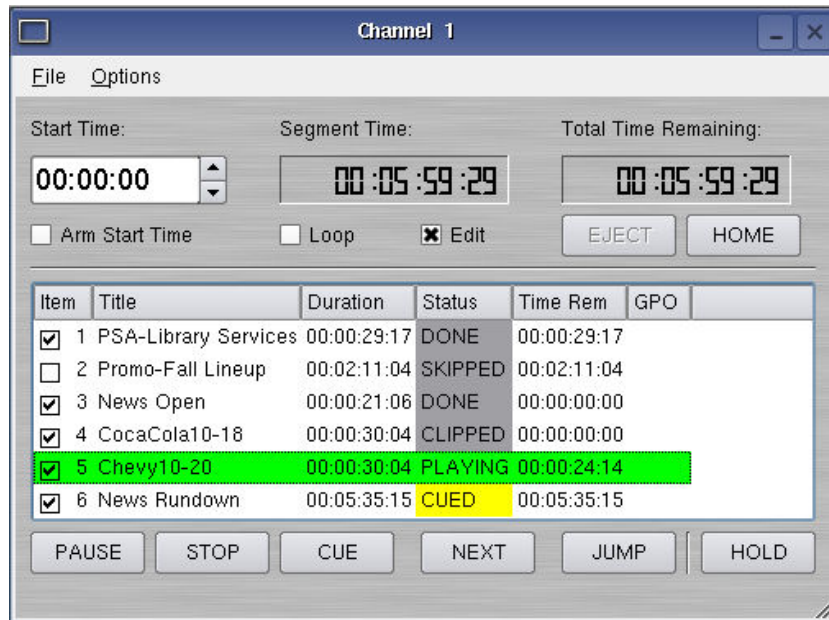 Channel 1
File Options
Start Time: Segment Time: Total Time Remaining:
00:00:00 00:05:59:29 00:05:59:29
Arm Start Time Loop Edit EJECT HOME
Item Title Duration Status Time Rem GPO
1 PSA-Library Services 00:00:29:17 DONE 00:00:29:17
2 Promo-Fall Lineup 00:02:11:04 SKIPPED 00:02:11:04
3 News Open 00:00:21:06 DONE 00:00:00:00
4 CocaCola10-18 00:00:30:04 CLIPPED 00:00:00:00
5 Chevy10-20 00:00:30:04 PLAYING 00:00:24:14
6 News Rundown 00:05:35:15 CUED 00:05:35:15
PAUSE STOP CUE NEXT JUMP HOLD